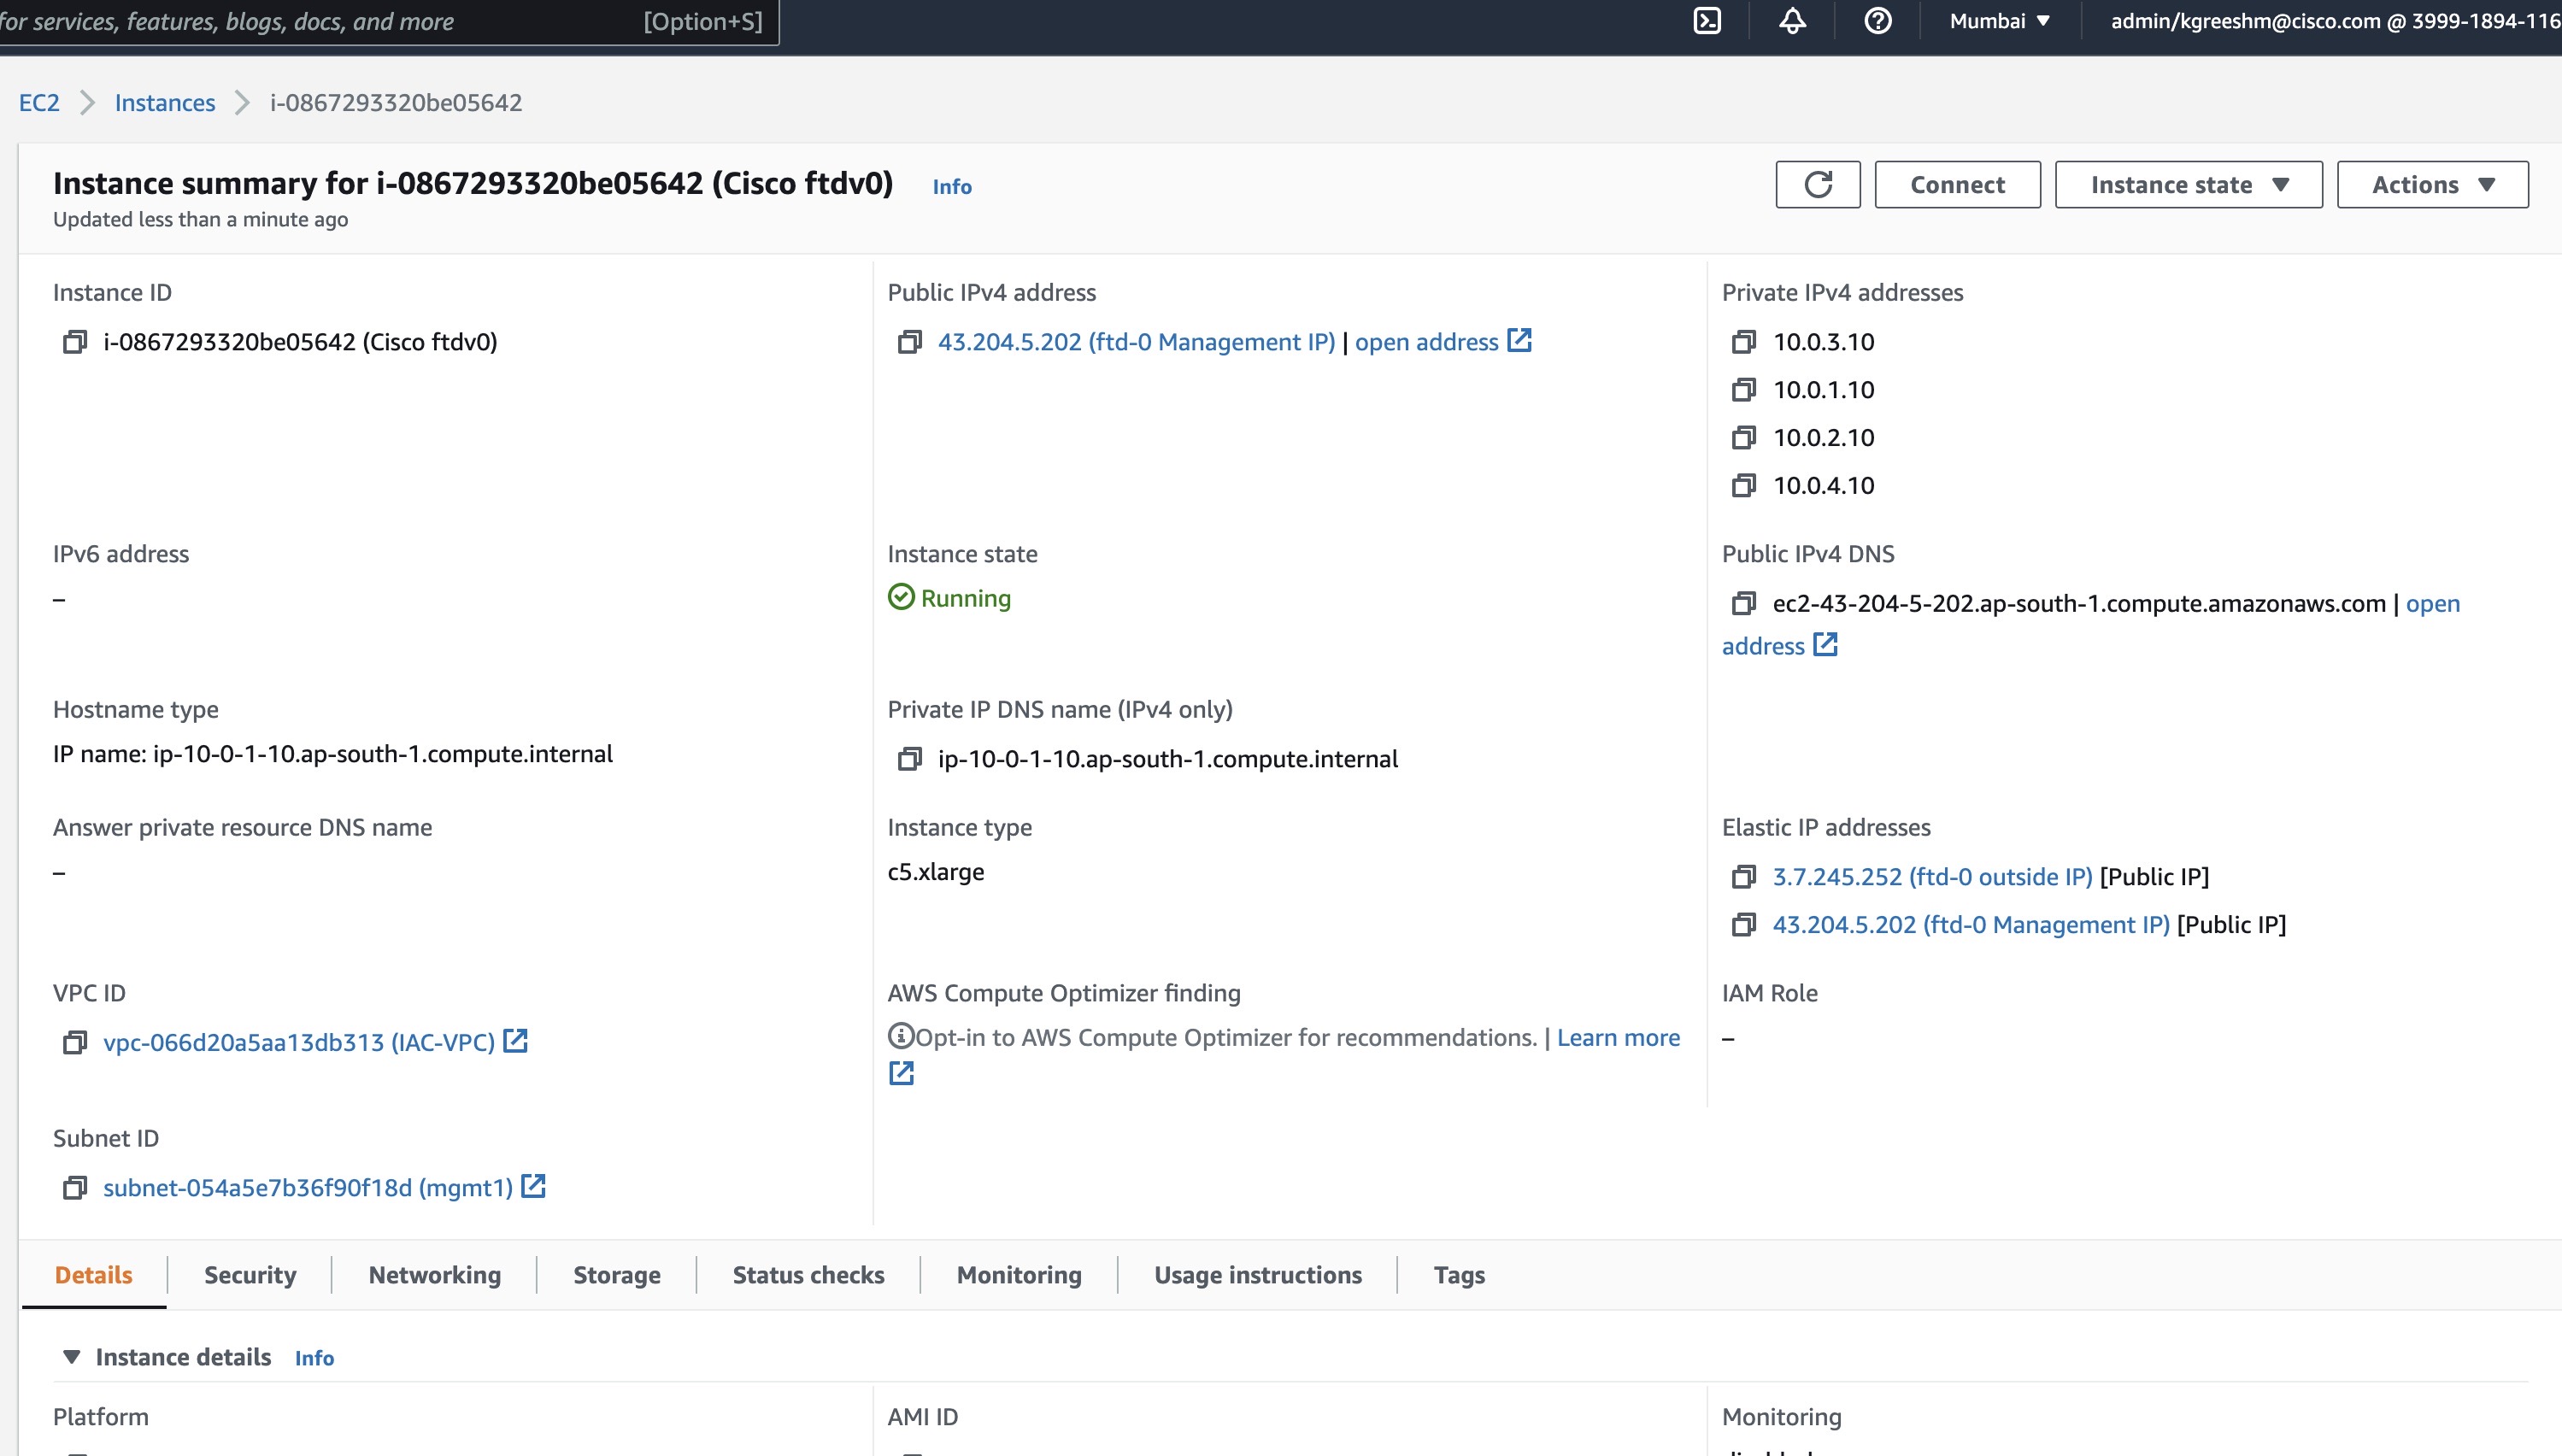 for services, features, blogs, docs, and more [Option+S] Mumbai ▼ admin/kgreeshm@cisco.com @ 3999-1894-116
EC2 > Instances > i-0867293320be05642
Instance summary for i-0867293320be05642 (Cisco ftdv0) Info
Connect Instance state ▼ Actions ▼
Updated less than a minute ago
Instance ID
i-0867293320be05642 (Cisco ftdv0)
Public IPv4 address
43.204.5.202 (ftd-0 Management IP) | open address
Private IPv4 addresses
10.0.3.10
10.0.1.10
10.0.2.10
10.0.4.10
IPv6 address
–
Instance state
Running
Public IPv4 DNS
ec2-43-204-5-202.ap-south-1.compute.amazonaws.com | open
address
Hostname type
IP name: ip-10-0-1-10.ap-south-1.compute.internal
Private IP DNS name (IPv4 only)
ip-10-0-1-10.ap-south-1.compute.internal
Answer private resource DNS name
–
Instance type
c5.xlarge
Elastic IP addresses
3.7.245.252 (ftd-0 outside IP) [Public IP]
43.204.5.202 (ftd-0 Management IP) [Public IP]
VPC ID
vpc-066d20a5aa13db313 (IAC-VPC)
AWS Compute Optimizer finding
Opt-in to AWS Compute Optimizer for recommendations. | Learn more
IAM Role
–
Subnet ID
subnet-054a5e7b36f90f18d (mgmt1)
Details Security Networking Storage Status checks Monitoring Usage instructions Tags
▼ Instance details Info
Platform
AMI ID
Monitoring